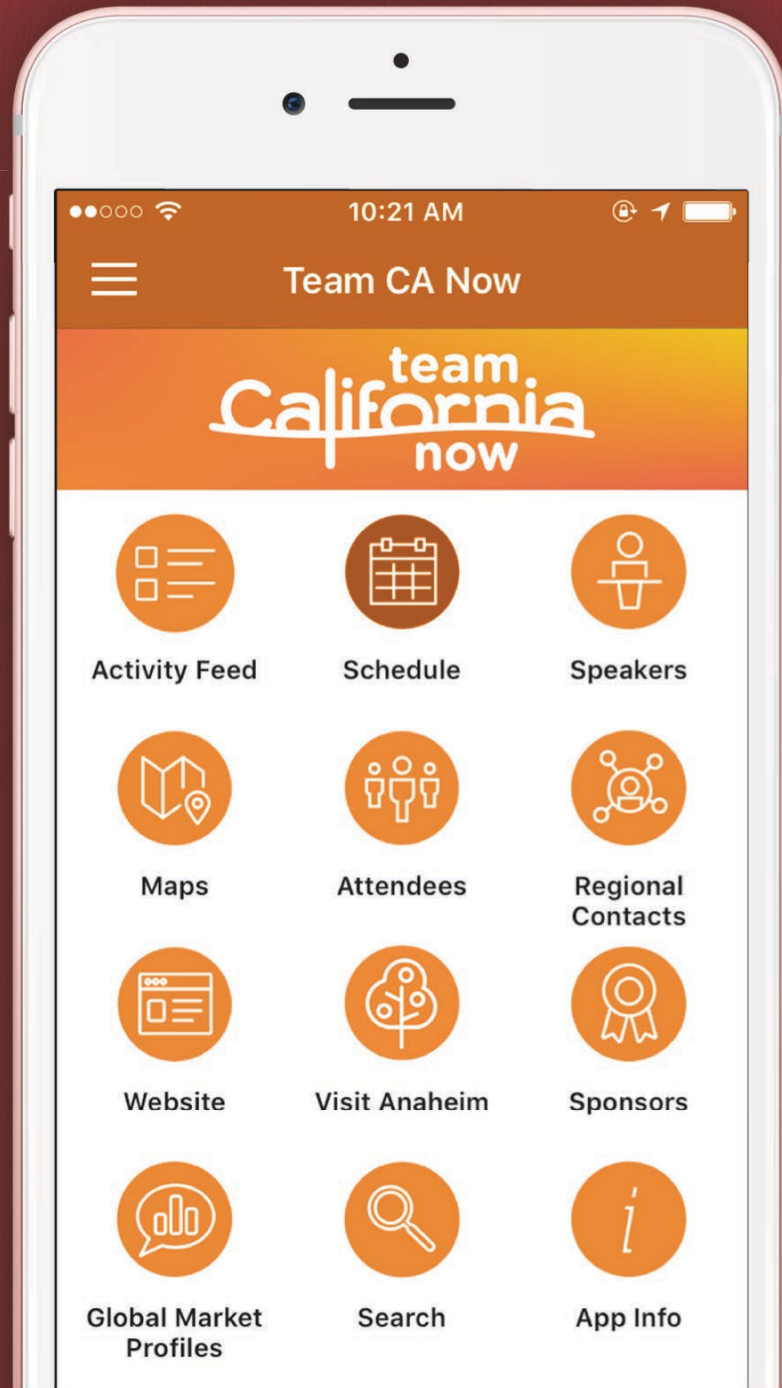 10:21 AM
Team CA Now
team
California
now
Activity Feed
Schedule
Speakers
Maps
Attendees
Regional
Contacts
Website
Visit Anaheim
Sponsors
Global Market
Profiles
Search
i
App Info